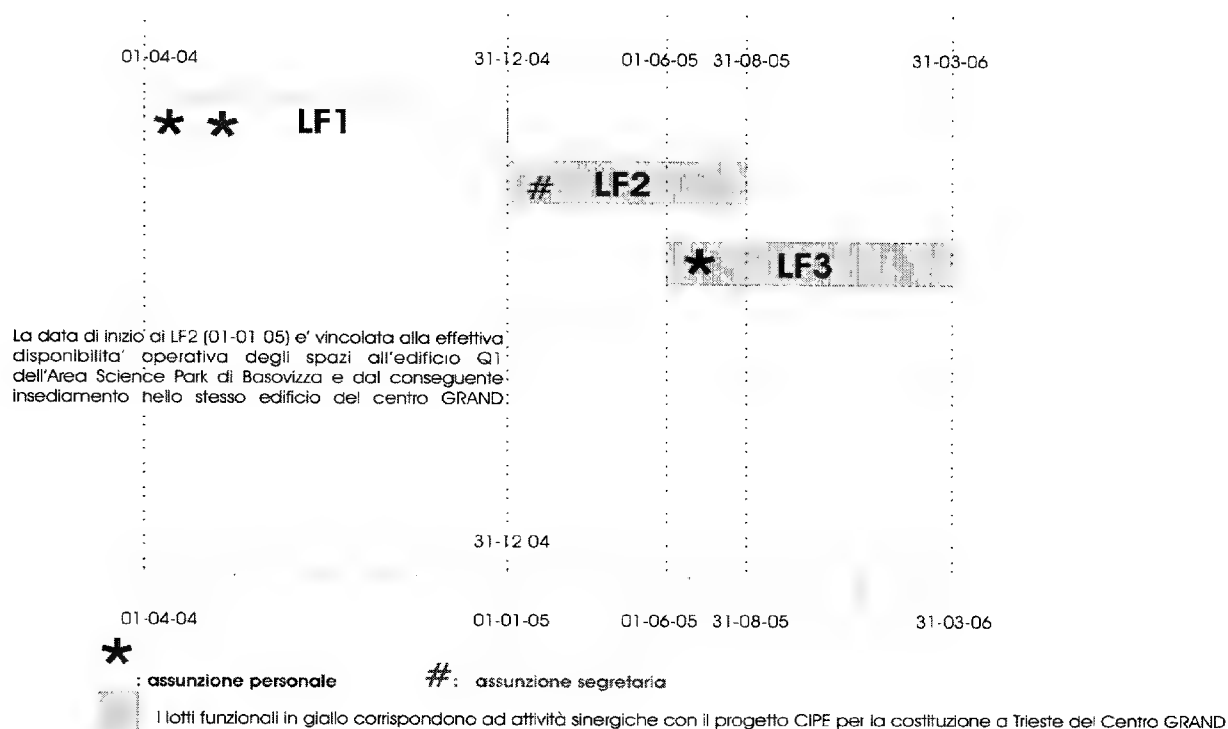 01-04-04 31-12-04 01-06-05 31-08-05 31-03-06
* * LF1
# LF2
* LF3
La data di inizio di LF2 (01-01 05) e' vincolata alla effettiva
disponibilita' operativa degli spazi all'edificio Q1
dell'Area Science Park di Basovizza e dal conseguente
insediamento nello stesso edificio del centro GRAND
31-12 04
01-04-04 01-01-05 01-06-05 31-08-05 31-03-06
*
: assunzione personale #: assunzione segretaria
I lotti funzionali in giallo corrispondono ad attività sinergiche con il progetto CIPE per la costituzione a Trieste del Centro GRAND